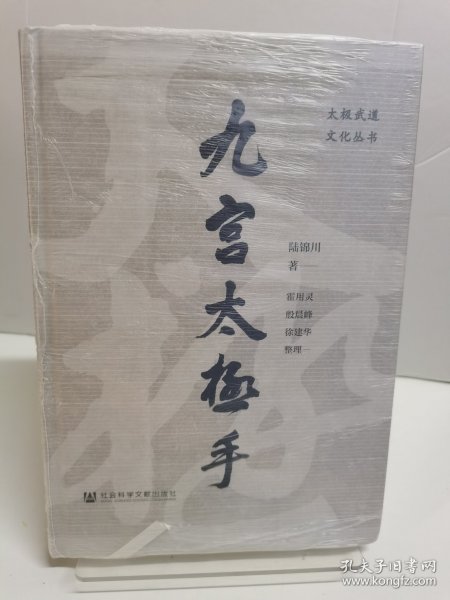 九宫太極手
太极武道
文化丛书
陆锦川
著
霍用灵
殷晨峰
徐建华
整理
社会科学文献出版社
孔夫子旧书网
www.kongfz.com